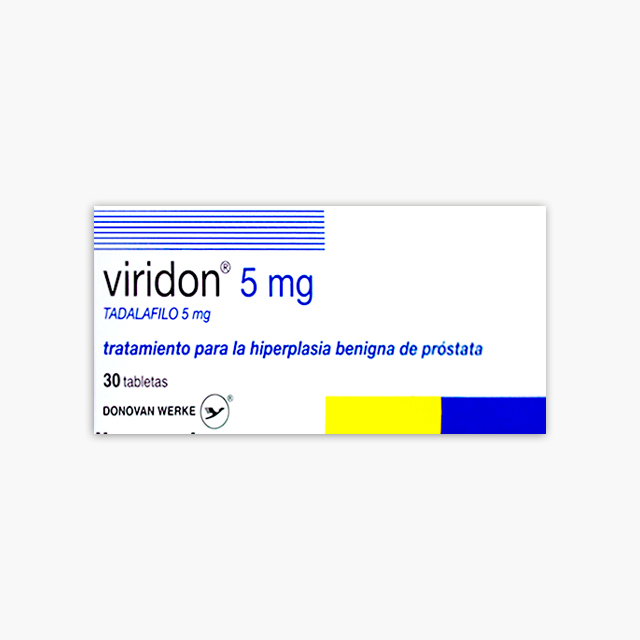 viridon® 5 mg
TADALAFILO 5 mg
tratamiento para la hiperplasia benigna de próstata
30 tabletas
DONOVAN WERKE ®